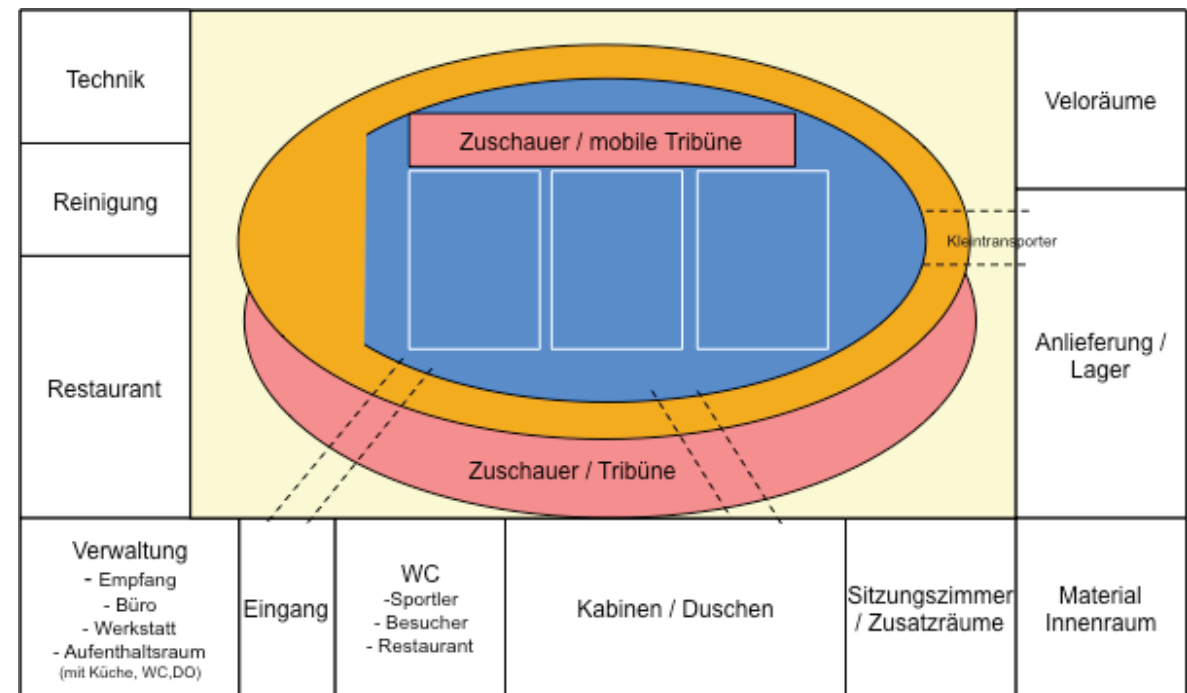 Technik
Reinigung
Restaurant
Zuschauer / mobile Tribüne
Zuschauer / Tribüne
Veloräume
Kleintransporter
Anlieferung /
Lager
Verwaltung
- Empfang
- Büro
- Werkstatt
- Aufenthaltsraum
(mit Küche, WC,DO)
Eingang
WC
-Sportler
- Besucher
- Restaurant
Kabinen / Duschen
Sitzungszimmer
/ Zusatzräume
Material
Innenraum